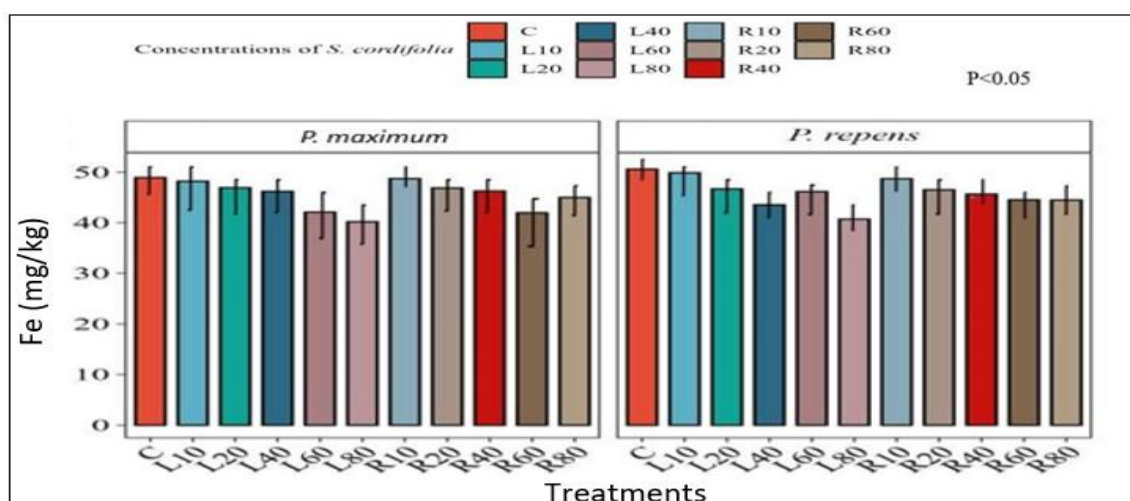 C L40 R10 R60
Concentrations of S. cordifolia L10 L60 R20 R80
L20 L80 R40
P<0.05
P. maximum P. repens
50
40
30
20
10
0
Fe (mg/kg)
C L10 L20 L40 L60 L80 R10 R20 R40 R60 R80 C L10 L20 L40 L60 L80 R10 R20 R40 R60 R80
Treatments